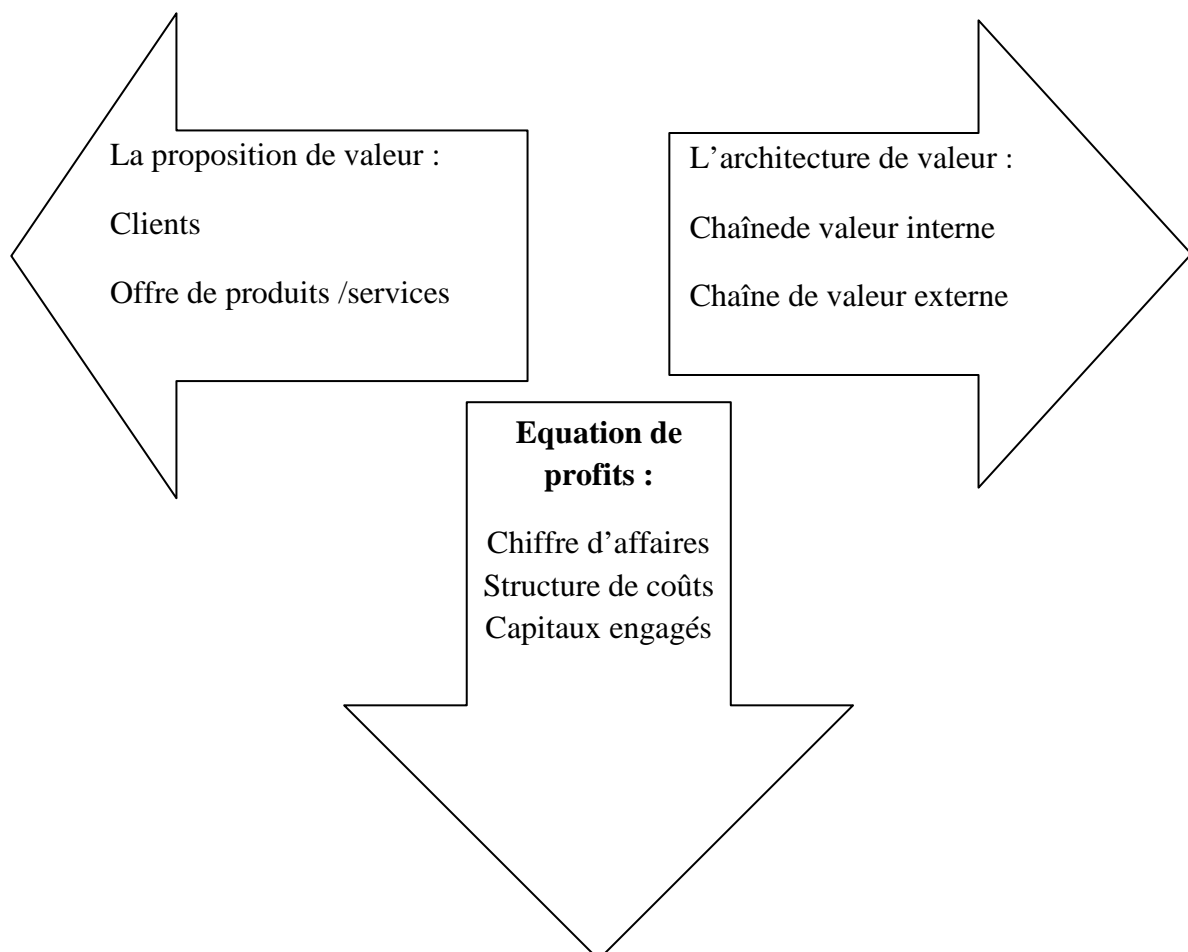 La proposition de valeur :
Clients
Offre de produits /services
L’architecture de valeur :
Chaînede valeur interne
Chaîne de valeur externe
Equation de
profits :
Chiffre d’affaires
Structure de coûts
Capitaux engagés